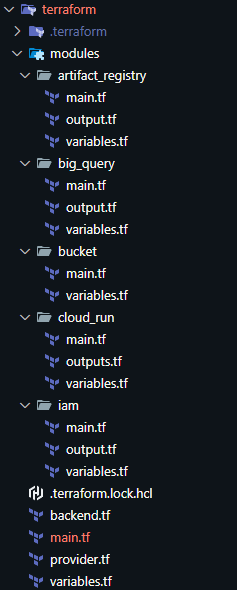 terraform
.terraform
modules
artifact_registry
main.tf
output.tf
variables.tf
big_query
main.tf
output.tf
variables.tf
bucket
main.tf
variables.tf
cloud_run
main.tf
outputs.tf
variables.tf
iam
main.tf
output.tf
variables.tf
.terraform.lock.hcl
backend.tf
main.tf
provider.tf
variables.tf